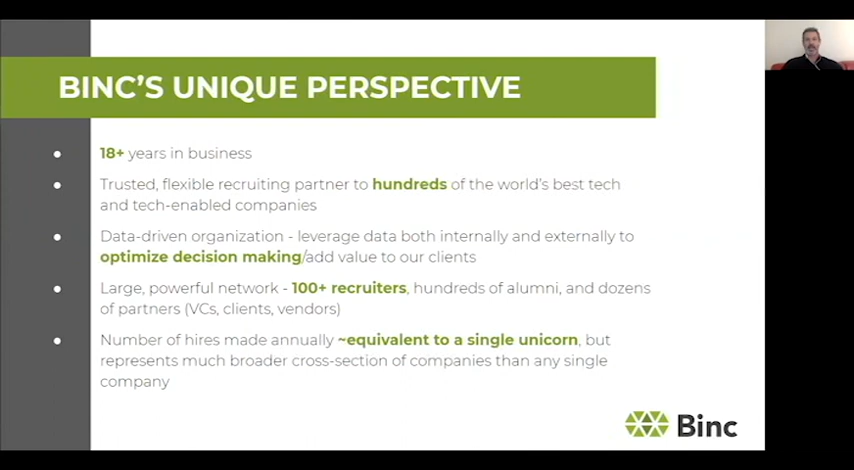 BINC'S UNIQUE PERSPECTIVE
● 18+ years in business
● Trusted, flexible recruiting partner to hundreds of the world's best tech
and tech-enabled companies
● Data-driven organization - leverage data both internally and externally to
optimize decision making/add value to our clients
● Large, powerful network - 100+ recruiters, hundreds of alumni, and dozens
of partners (VCs, clients, vendors)
● Number of hires made annually ~equivalent to a single unicorn, but
represents much broader cross-section of companies than any single
company
Binc